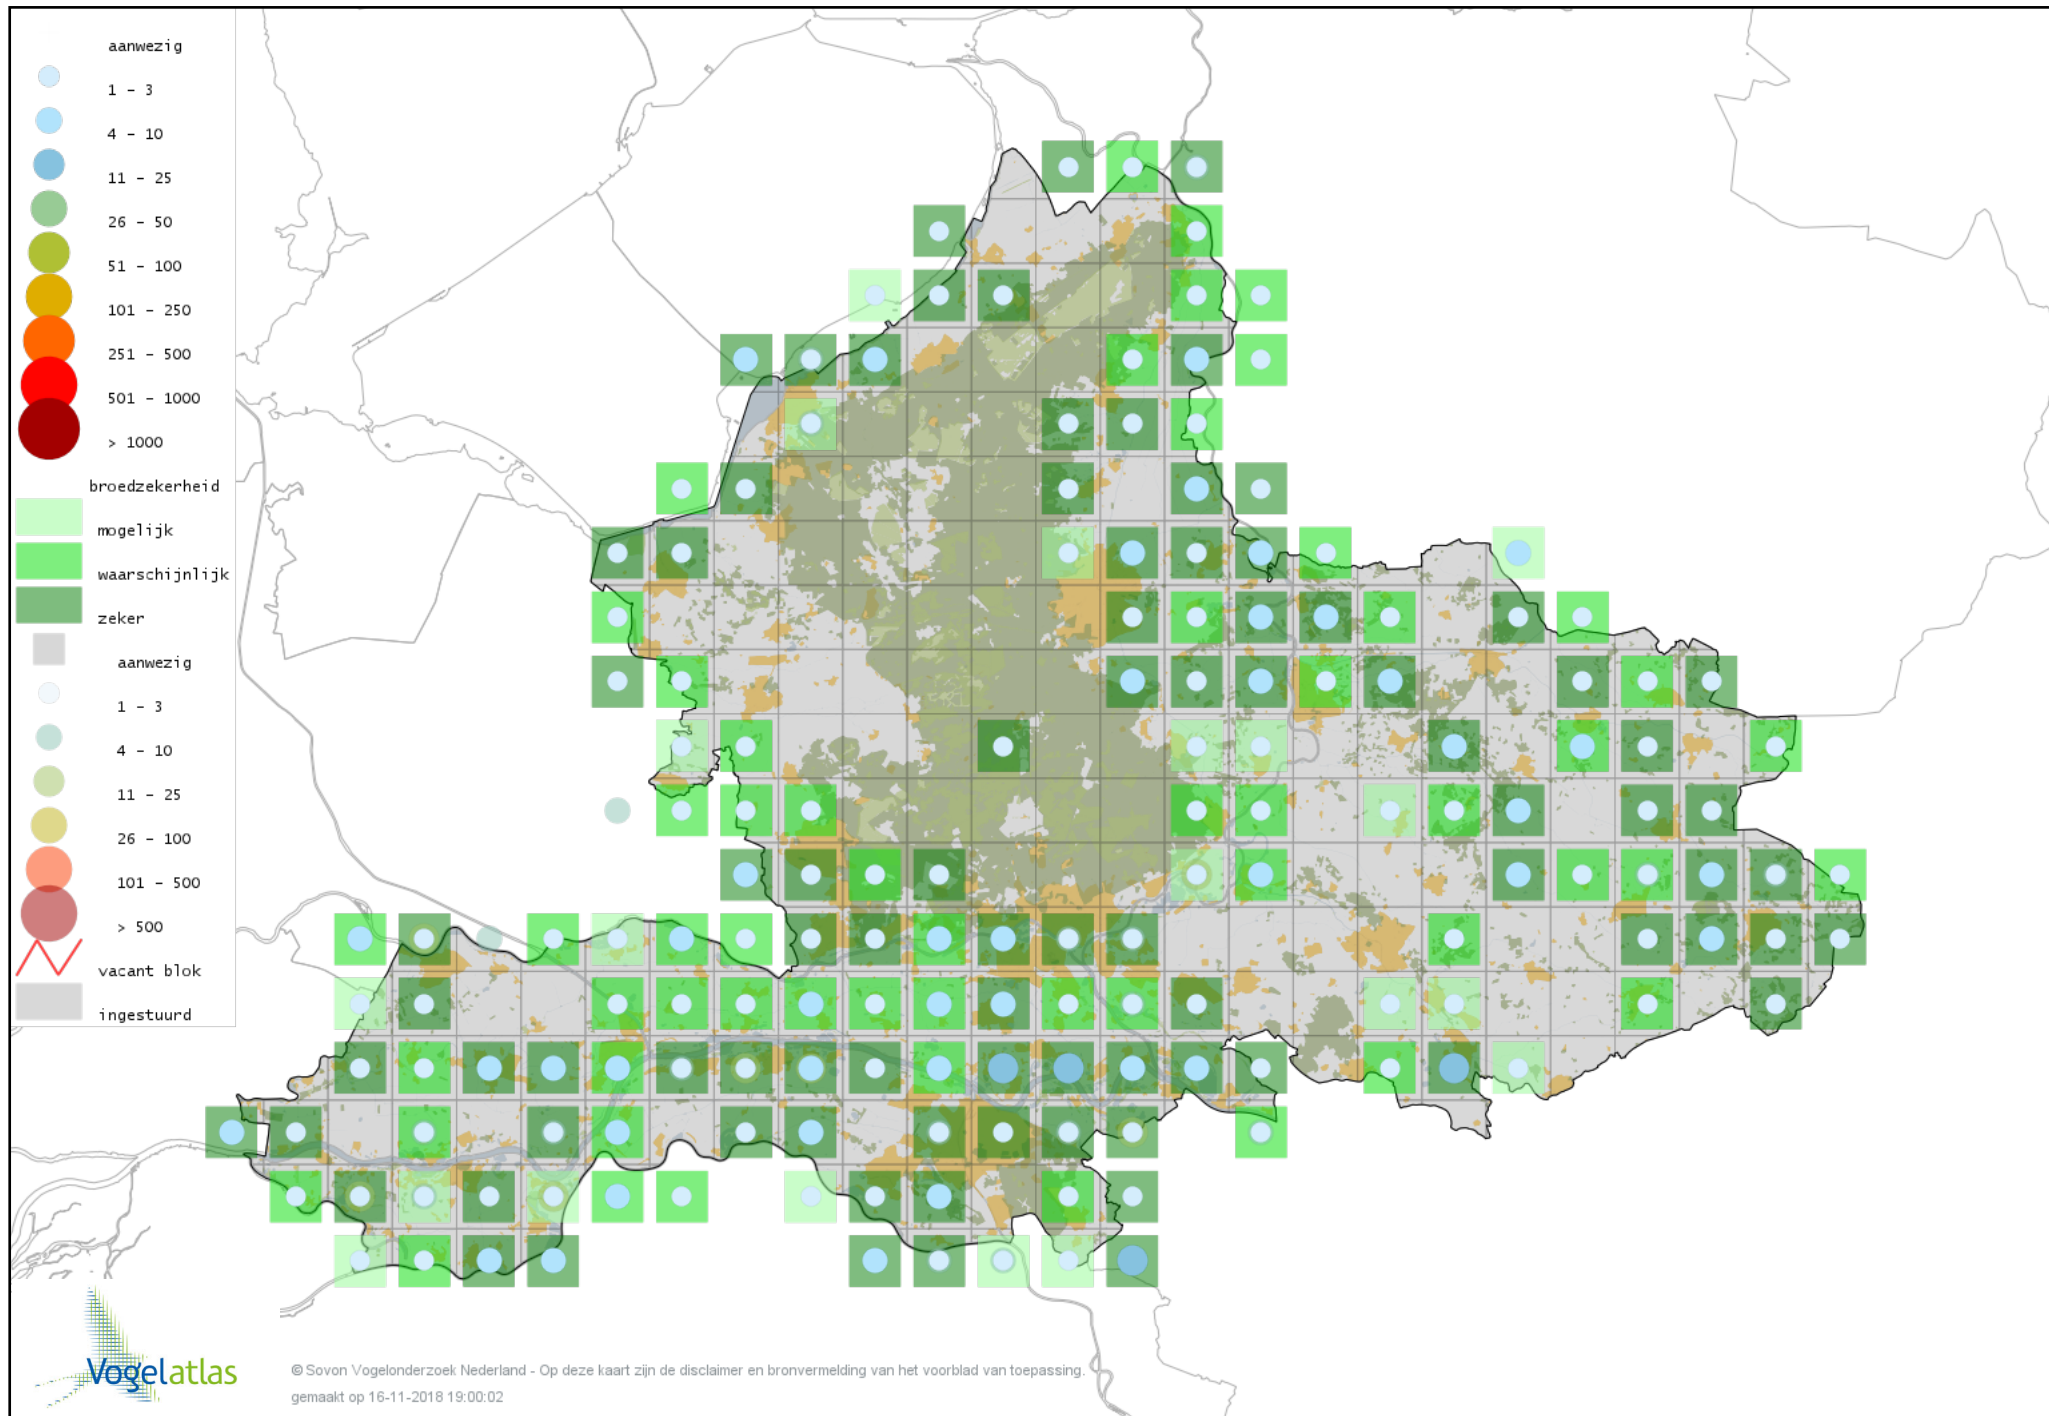 aanwezig
1 - 3
4 - 10
11 - 25
26 - 50
51 - 100
101 - 250
251 - 500
501 - 1000
> 1000
broedzekerheid
mogelijk
waarschijnlijk
zeker
aanwezig
1 - 3
4 - 10
11 - 25
26 - 100
101 - 500
> 500
vacant blok
ingestuurd
Vogelatlas
© Sovon Vogelonderzoek Nederland - Op deze kaart zijn de disclaimer en bronvermelding van het voorblad van toepassing.
gemaakt op 16-11-2018 19:00:02